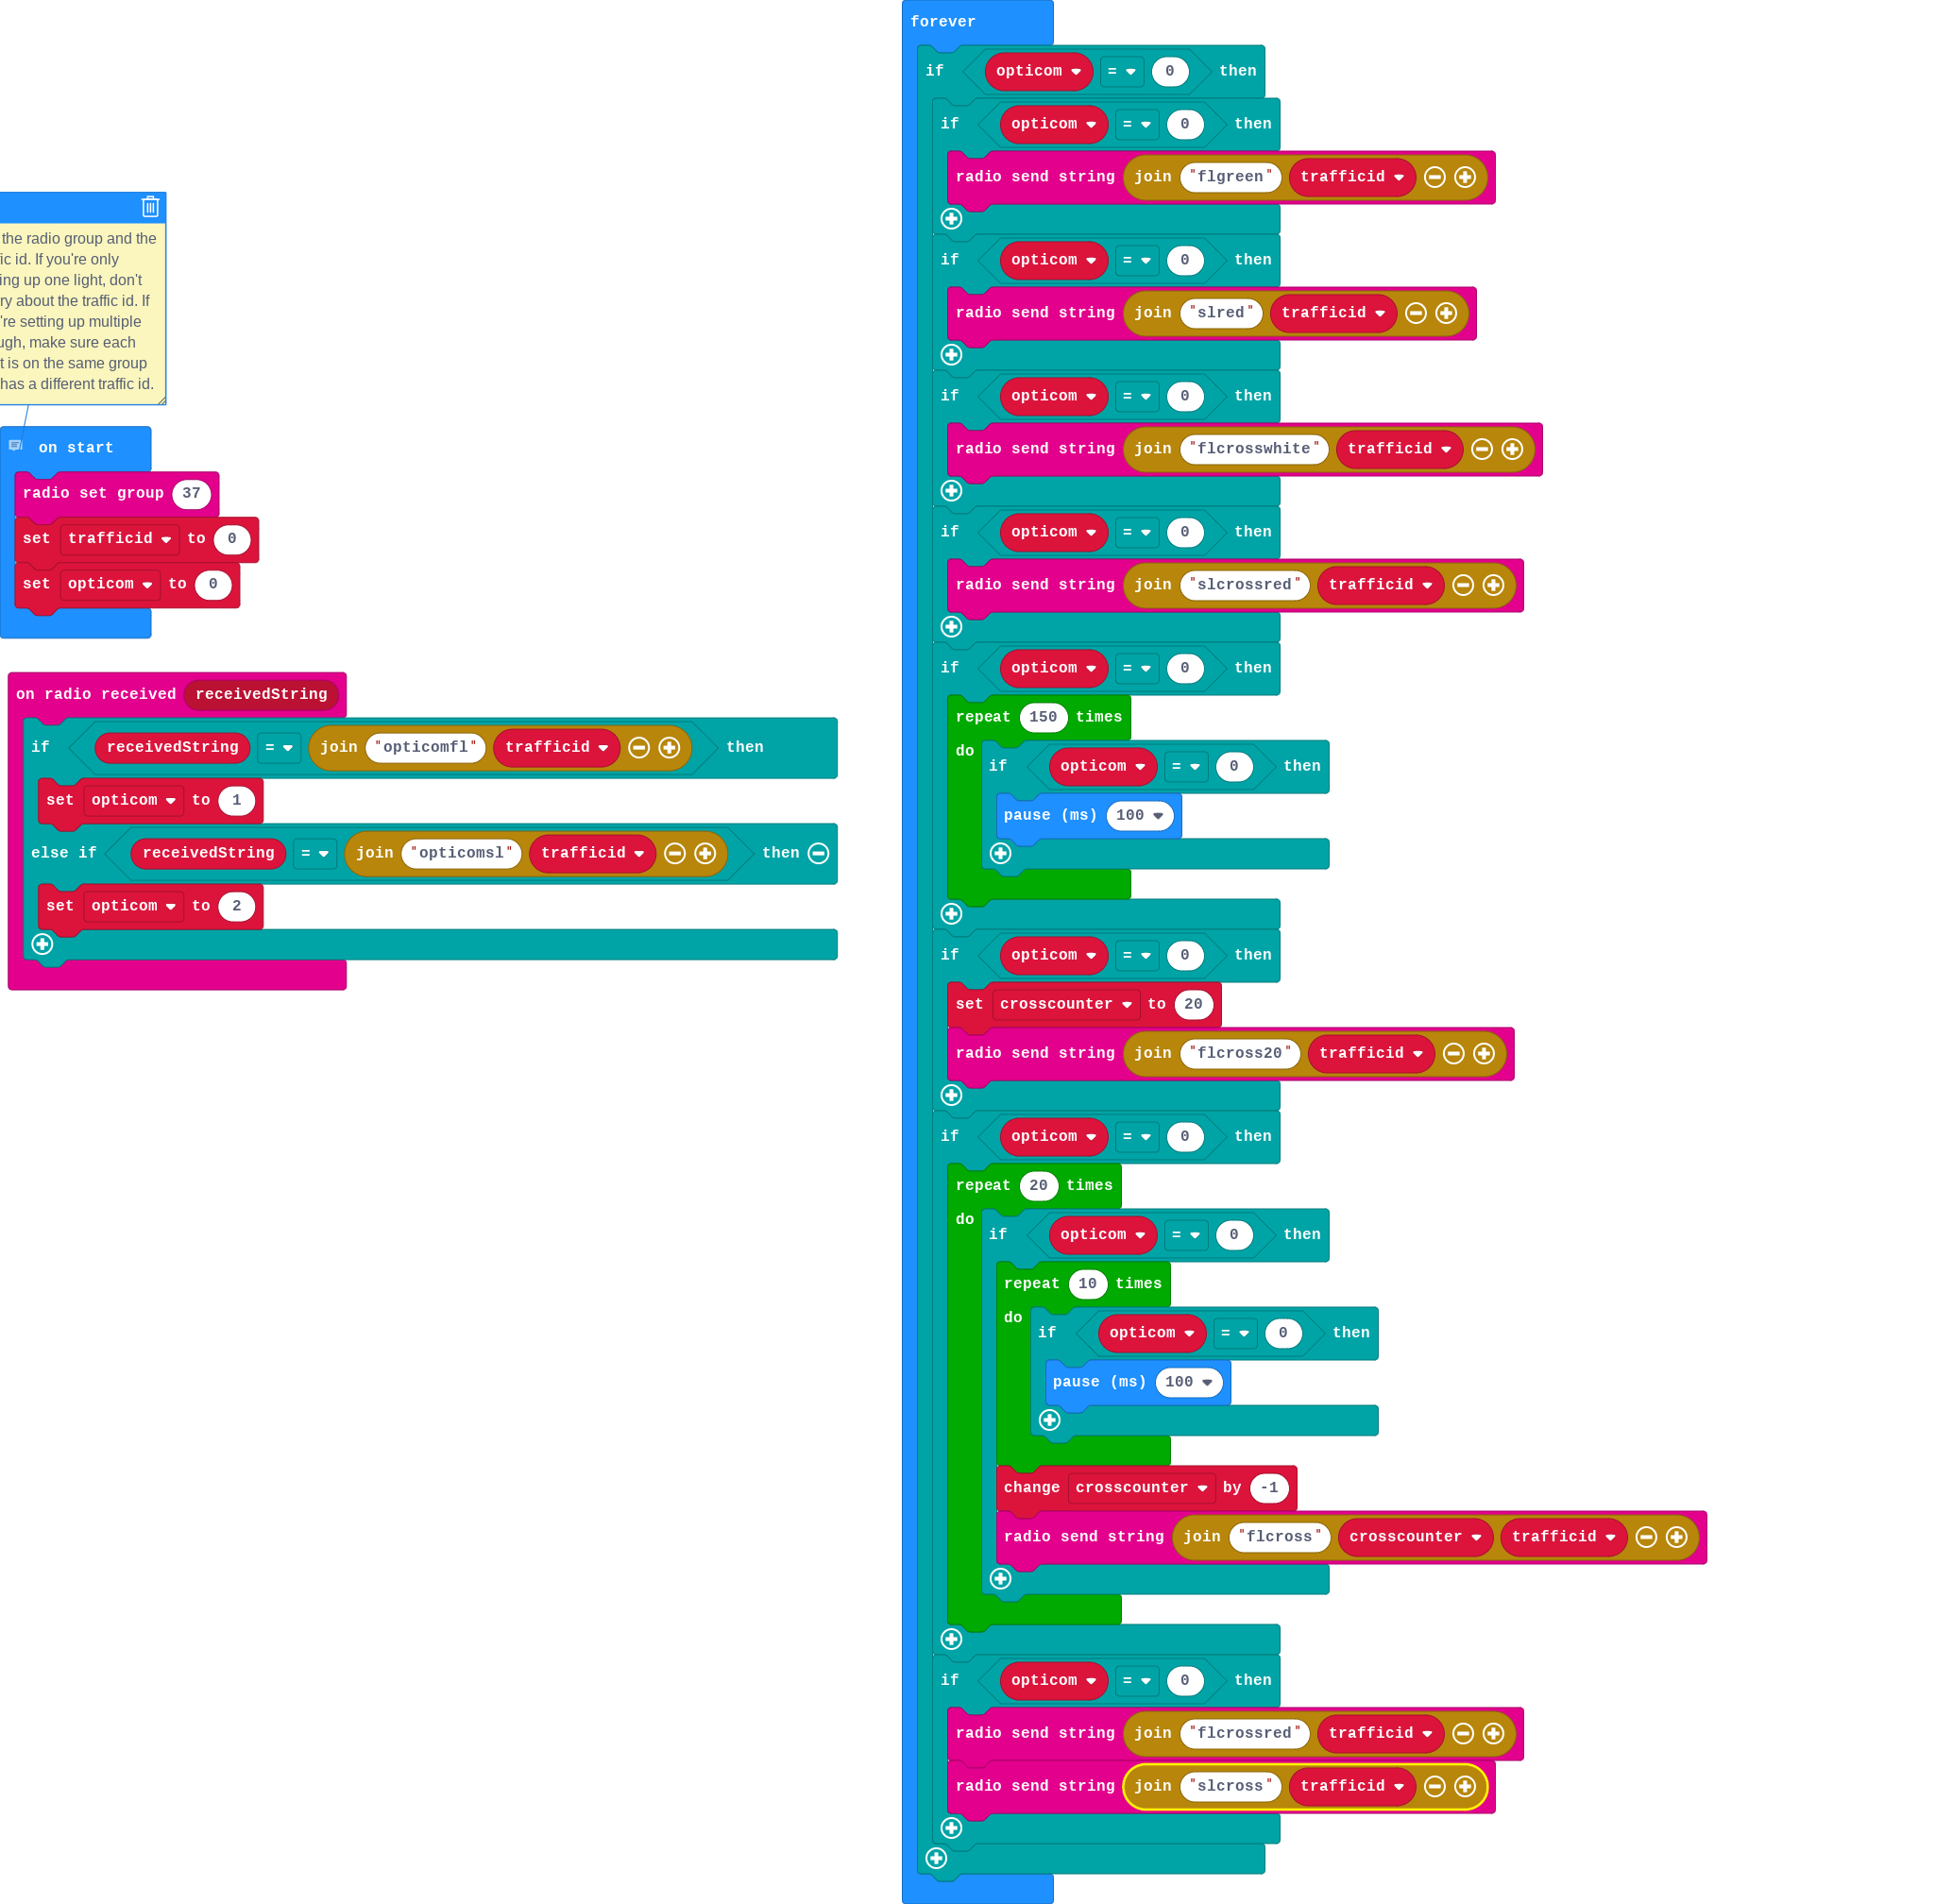 the radio group and the
fic id. If you're only
ing up one light, don't
ry about the traffic id. If
're setting up multiple
ugh, make sure each
t is on the same group
has a different traffic id.
on start
radio set group 37
set trafficid to 0
set opticom to 0
on radio received receivedString
if receivedString = join "opticomfl" trafficid then
set opticom to 1
else if receivedString = join "opticomsl" trafficid then
set opticom to 2
forever
if opticom = 0 then
if opticom = 0 then
radio send string join "flgreen" trafficid
if opticom = 0 then
radio send string join "slred" trafficid
if opticom = 0 then
radio send string join "flcrosswhite" trafficid
if opticom = 0 then
radio send string join "slcrossred" trafficid
if opticom = 0 then
repeat 150 times
do
if opticom = 0 then
pause (ms) 100
if opticom = 0 then
set crosscounter to 20
radio send string join "flcross20" trafficid
if opticom = 0 then
repeat 20 times
do
if opticom = 0 then
repeat 10 times
do
if opticom = 0 then
pause (ms) 100
change crosscounter by -1
radio send string join "flcross" crosscounter trafficid
if opticom = 0 then
radio send string join "flcrossred" trafficid
radio send string join "slcross" trafficid